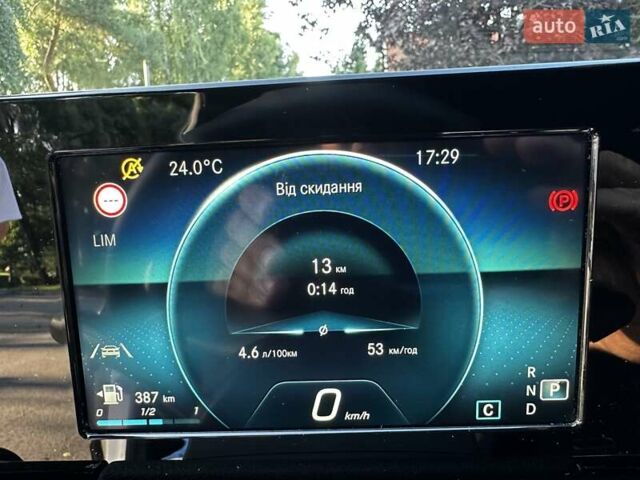 auto RIA
24.0°C
17:29
Від скидання
LIM
13 км
0:14 год
ø
4.6 л/100км
53 км/год
387 km
0 1/2 1
0 km/h
R
N P
D
C